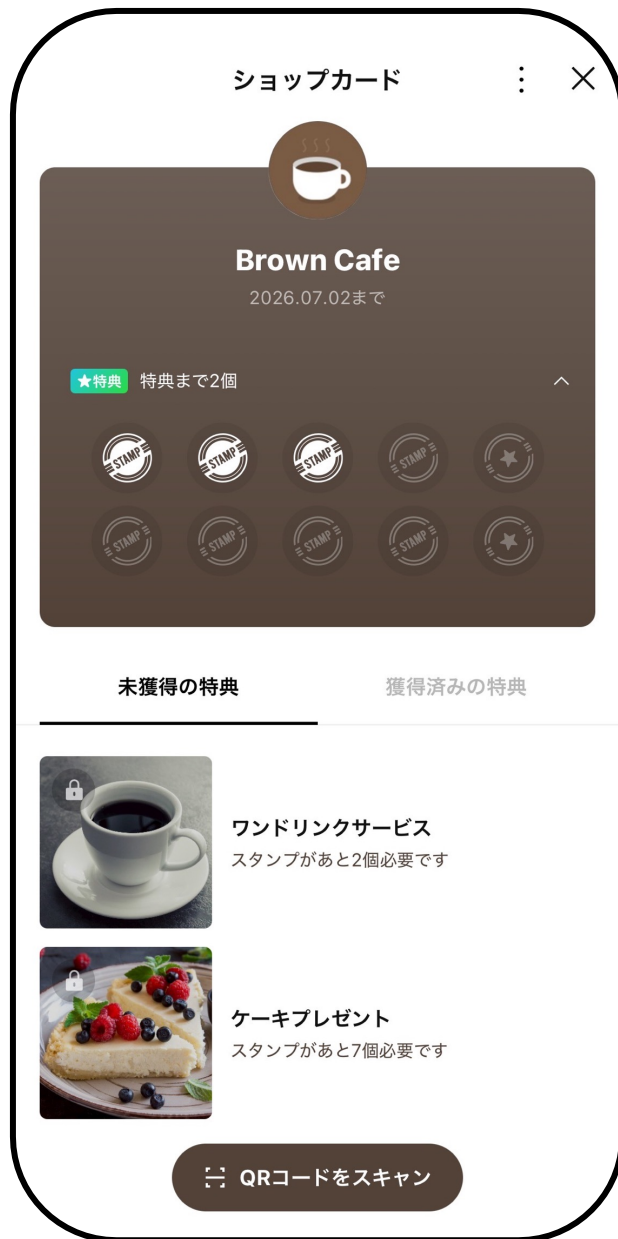 ショップカード
Brown Cafe
2026.07.02まで
★特典 特典まで2個
STAMP STAMP STAMP STAMP
STAMP STAMP STAMP STAMP
未獲得の特典 獲得済みの特典
ワンドリンクサービス
スタンプがあと2個必要です
ケーキプレゼント
スタンプがあと7個必要です
QRコードをスキャン